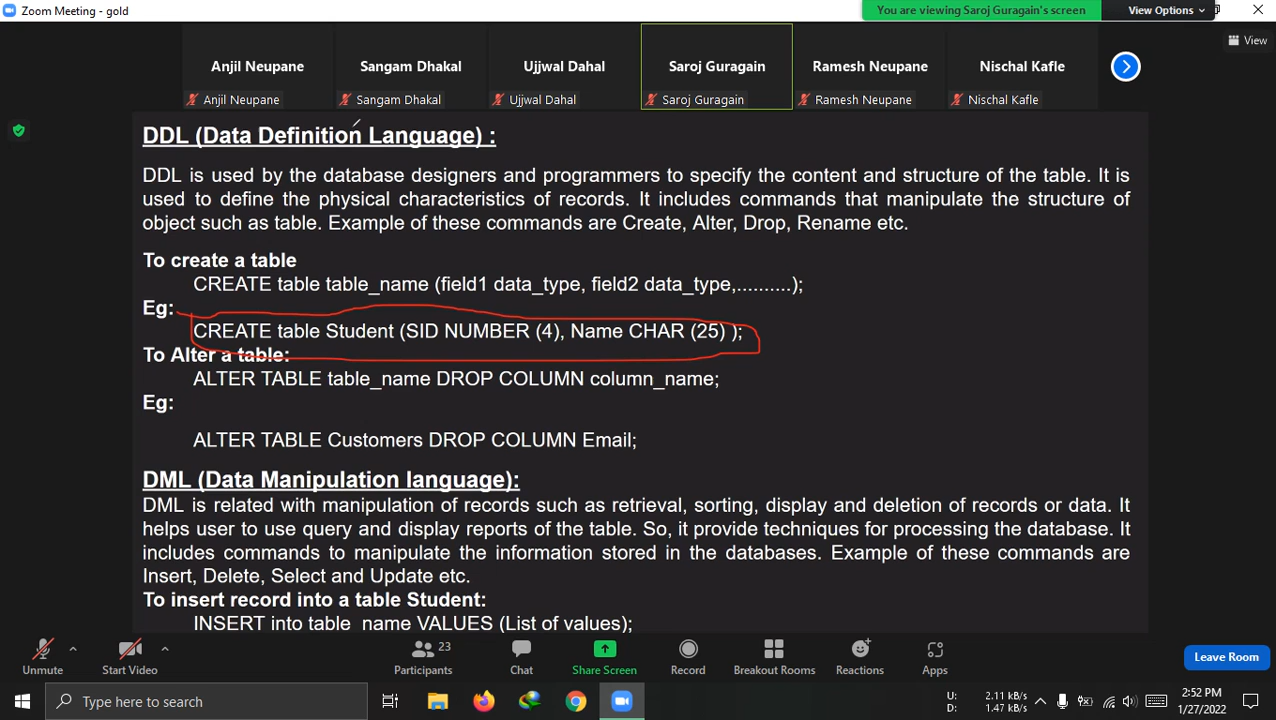 Zoom Meeting - gold
You are viewing Saroj Guragain's screen
View Options
View
Anjil Neupane
Sangam Dhakal
Ujjwal Dahal
Saroj Guragain
Ramesh Neupane
Nischal Kafle
Anjil Neupane
Sangam Dhakal
Ujjwal Dahal
Saroj Guragain
Ramesh Neupane
Nischal Kafle
DDL (Data Definition Language) :
DDL is used by the database designers and programmers to specify the content and structure of the table. It is
used to define the physical characteristics of records. It includes commands that manipulate the structure of
object such as table. Example of these commands are Create, Alter, Drop, Rename etc.
To create a table
CREATE table table_name (field1 data_type, field2 data_type,..........);
Eg:
CREATE table Student (SID NUMBER (4), Name CHAR (25) );
To Alter a table:
ALTER TABLE table_name DROP COLUMN column_name;
Eg:
ALTER TABLE Customers DROP COLUMN Email;
DML (Data Manipulation language):
DML is related with manipulation of records such as retrieval, sorting, display and deletion of records or data. It
helps user to use query and display reports of the table. So, it provide techniques for processing the database. It
includes commands to manipulate the information stored in the databases. Example of these commands are
Insert, Delete, Select and Update etc.
To insert record into a table Student:
INSERT into table_name VALUES (List of values);
Unmute
Start Video
23
Participants
Chat
Share Screen
Record
Breakout Rooms
Reactions
Apps
Leave Room
Type here to search
U: 2.11 kB/s
D: 1.47 kB/s
2:52 PM
1/27/2022